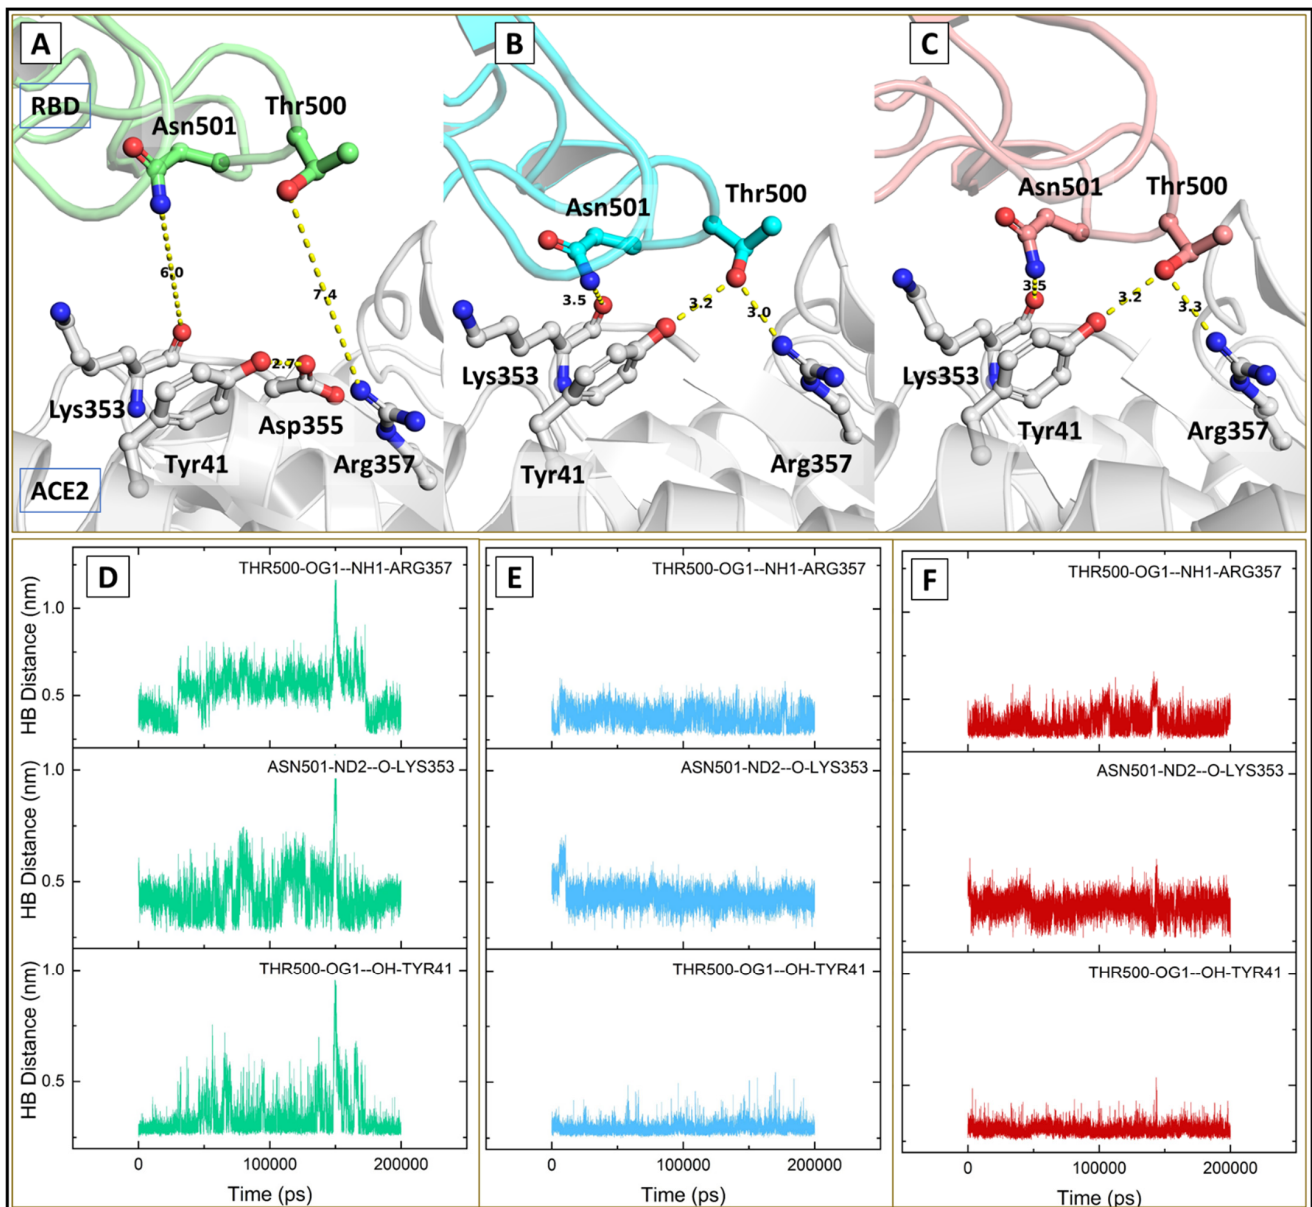 A
RBD
Asn501
Thr500
6.0
7.4
2.7
Lys353
Asp355
Tyr41
Arg357
ACE2
B
Asn501
Thr500
3.5
3.2
3.0
Lys353
Tyr41
Arg357
C
Asn501
Thr500
3.5
3.2
3.3
Lys353
Tyr41
Arg357
D
THR500-OG1--NH1-ARG357
HB Distance (nm)
1.0
0.5
ASN501-ND2--O-LYS353
HB Distance (nm)
1.0
0.5
THR500-OG1--OH-TYR41
HB Distance (nm)
1.0
0.5
0 100000 200000
Time (ps)
E
THR500-OG1--NH1-ARG357
ASN501-ND2--O-LYS353
THR500-OG1--OH-TYR41
0 100000 200000
Time (ps)
F
THR500-OG1--NH1-ARG357
ASN501-ND2--O-LYS353
THR500-OG1--OH-TYR41
0 100000 200000
Time (ps)